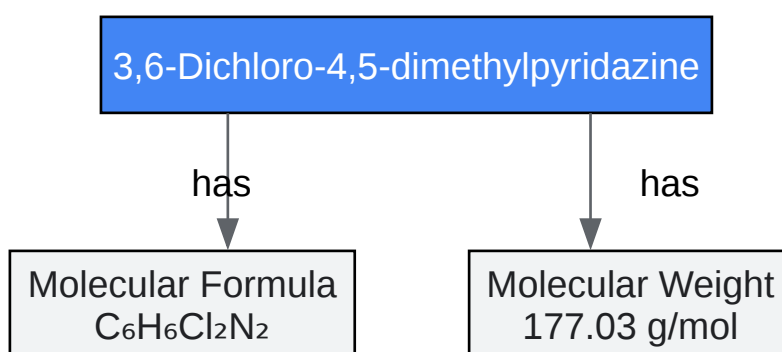 3,6-Dichloro-4,5-dimethylpyridazine
has
has
Molecular Formula
C₆H₆Cl₂N₂
Molecular Weight
177.03 g/mol